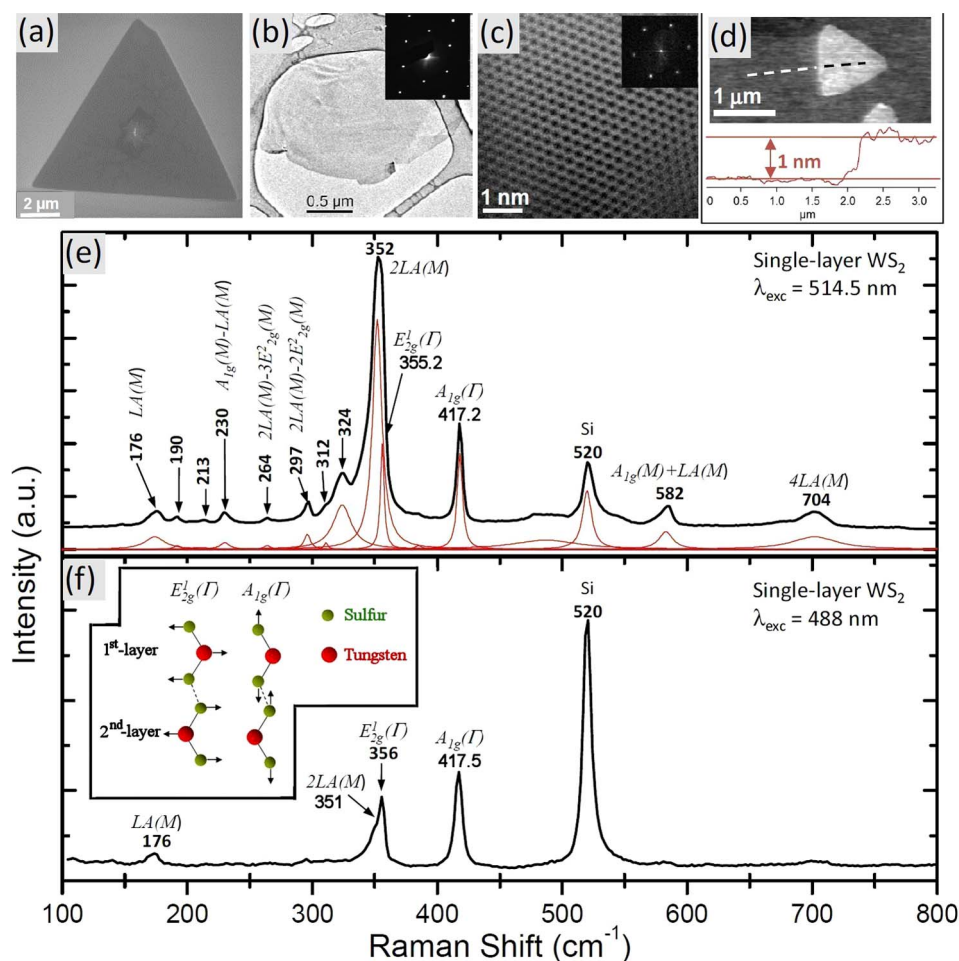 (a)
2 μm
(b)
0.5 μm
(c)
1 nm
(d)
1 μm
1 nm
0 0.5 1.0 1.5 2.0 2.5 3.0
μm
Intensity (a.u.)
(e)
Single-layer WS₂
λexc = 514.5 nm
176 LA(M)
190
213
230 A₁g(M)-LA(M)
264 2LA(M)-3E²₂g(M)
297 2LA(M)-2E²₂g(M)
312
324
352
2LA(M)
E¹₂g(Γ)
355.2
A₁g(Γ)
417.2
Si
520
A₁g(M)+LA(M)
582
4LA(M)
704
(f)
Single-layer WS₂
λexc = 488 nm
E¹₂g(Γ) A₁g(Γ)
Sulfur
1st-layer
Tungsten
2nd-layer
LA(M)
176
2LA(M)
351
E¹₂g(Γ)
356
A₁g(Γ)
417.5
Si
520
100 200 300 400 500 600 700 800
Raman Shift (cm⁻¹)